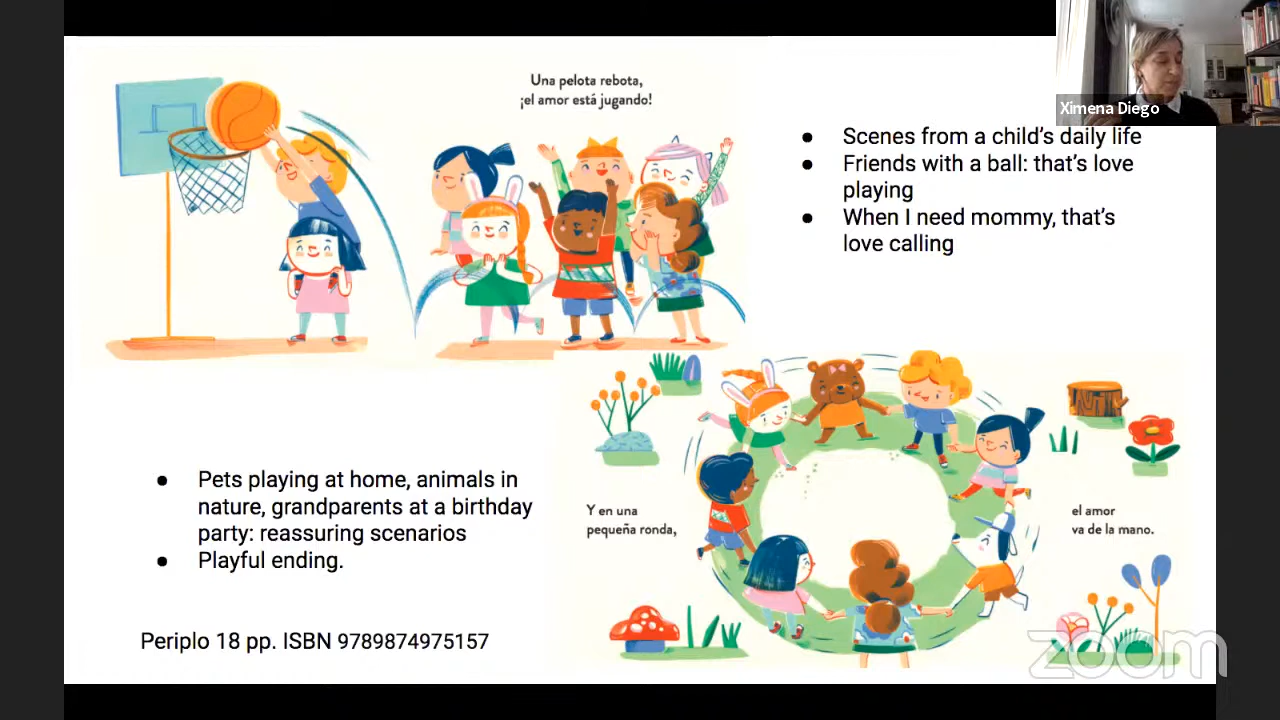 Una pelota rebota,
¡el amor está jugando!
Ximena Diego
● Scenes from a child's daily life
● Friends with a ball: that's love
playing
● When I need mommy, that's
love calling
Y en una
pequeña ronda,
el amor
va de la mano.
● Pets playing at home, animals in
nature, grandparents at a birthday
party: reassuring scenarios
● Playful ending.
Periplo 18 pp. ISBN 9789874975157
zoom